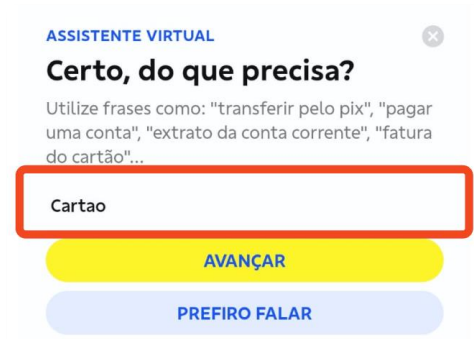 ASSISTENTE VIRTUAL
Certo, do que precisa?
Utilize frases como: "transferir pelo pix", "pagar
uma conta", "extrato da conta corrente", "fatura
do cartão"...
Cartao
AVANÇAR
PREFIRO FALAR